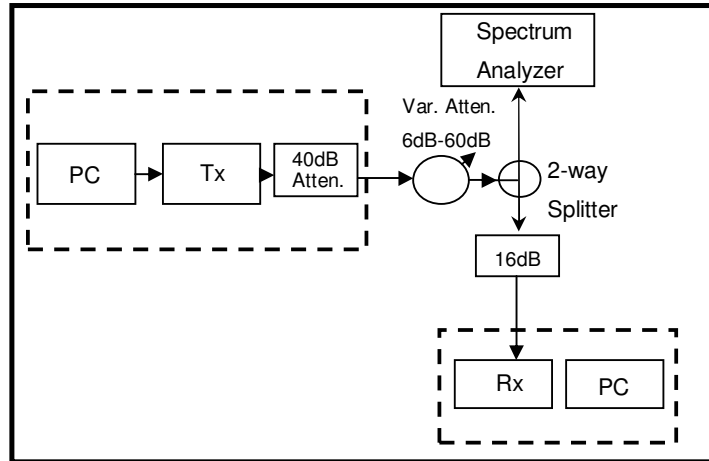 Spectrum
Analyzer
Var. Atten.
6dB-60dB
PC
Tx
40dB
Atten.
2-way
Splitter
16dB
Rx
PC